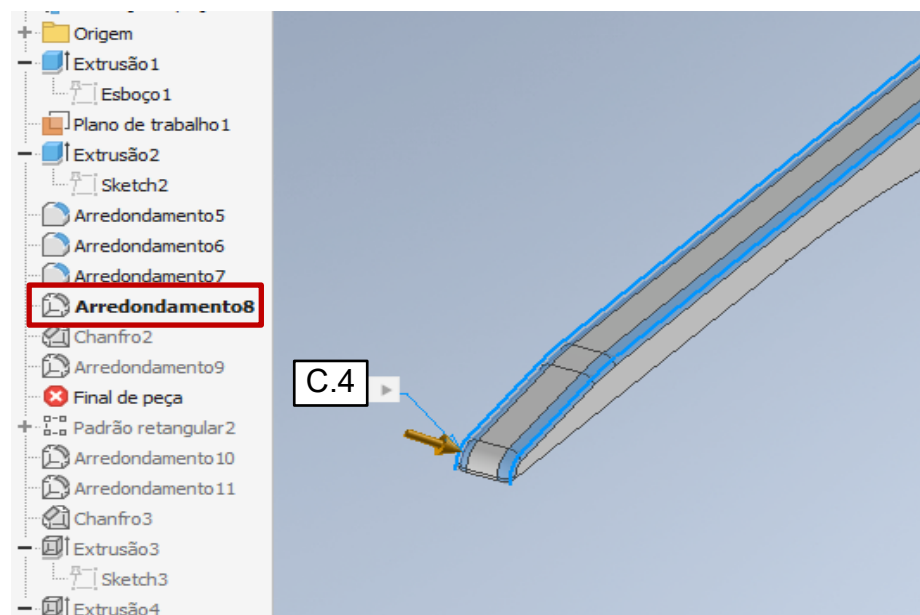 Origem
Extrusão1
Esboço1
Plano de trabalho1
Extrusão2
Sketch2
Arredondamento5
Arredondamento6
Arredondamento7
Arredondamento8
Chanfro2
Arredondamento9
Final de peça
Padrão retangular2
Arredondamento10
Arredondamento11
Chanfro3
Extrusão3
Sketch3
Extrusão4
C.4